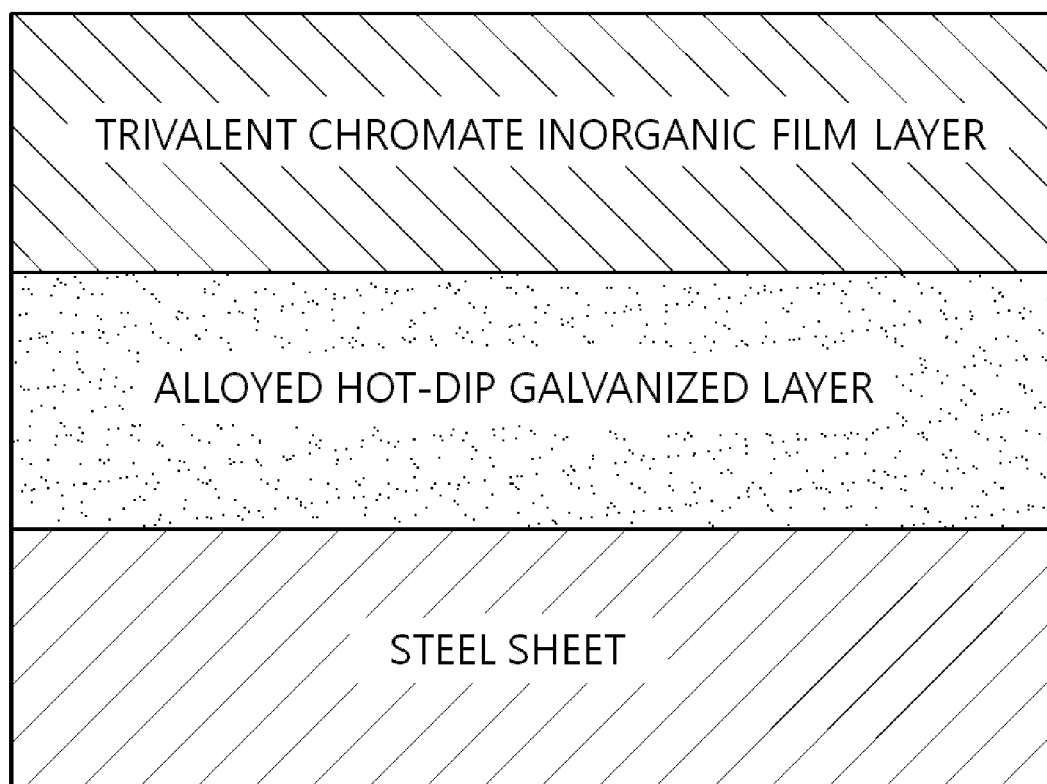 TRIVALENT CHROMATE INORGANIC FILM LAYER
ALLOYED HOT-DIP GALVANIZED LAYER
STEEL SHEET